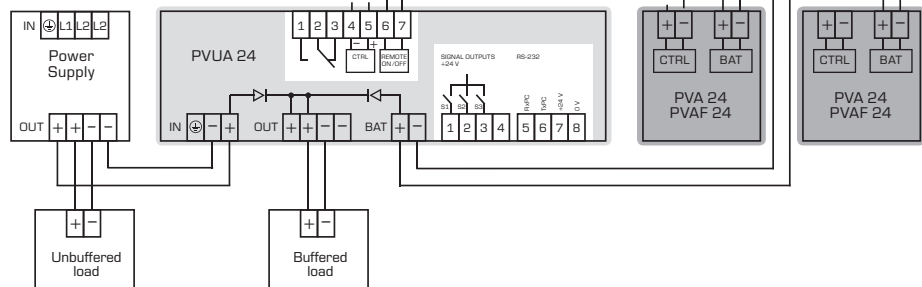 IN ⏚ L1 L2 L2
Power
Supply
OUT + + − −
PVUA 24
1 2 3 4 5 6 7
− +
CTRL
REMOTE
ON/OFF
SIGNAL OUTPUTS
+24 V
RS-232
S1 S2 S3
RxPC TxPC +24 V 0 V
1 2 3 4 5 6 7 8
IN ⏚ − +
OUT + + − −
BAT + −
+ − + −
CTRL BAT
PVA 24
PVAF 24
+ − + −
CTRL BAT
PVA 24
PVAF 24
+ −
Unbuffered
load
+ −
Buffered
load